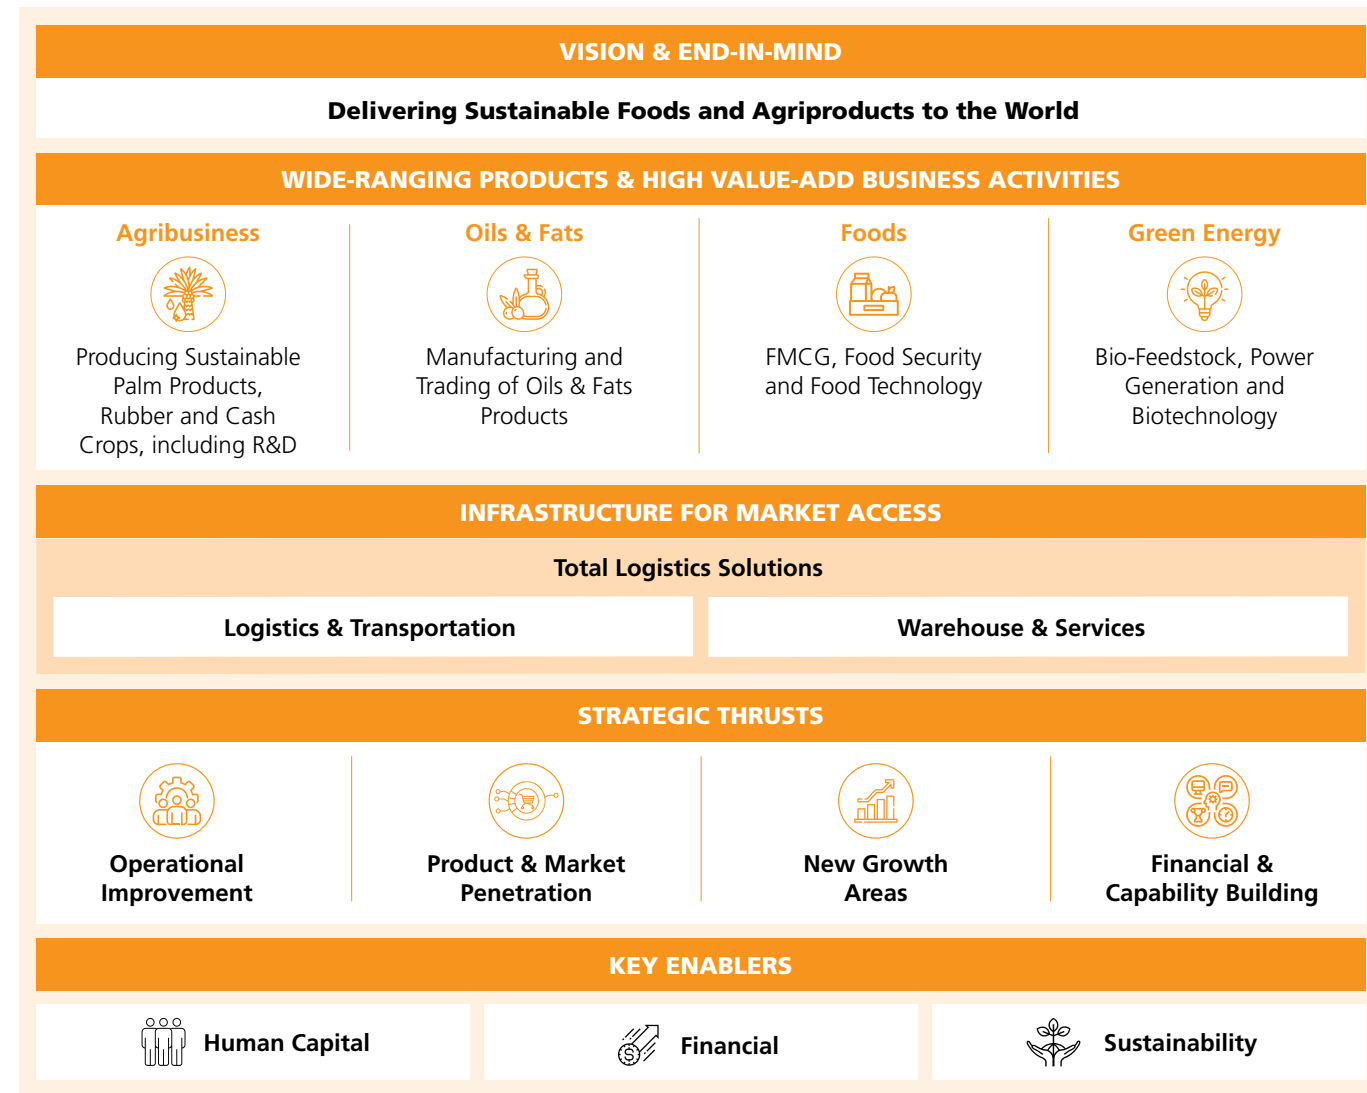 VISION & END-IN-MIND
Delivering Sustainable Foods and Agriproducts to the World
WIDE-RANGING PRODUCTS & HIGH VALUE-ADD BUSINESS ACTIVITIES
Agribusiness
Producing Sustainable
Palm Products,
Rubber and Cash
Crops, including R&D
Oils & Fats
Manufacturing and
Trading of Oils & Fats
Products
Foods
FMCG, Food Security
and Food Technology
Green Energy
Bio-Feedstock, Power
Generation and
Biotechnology
INFRASTRUCTURE FOR MARKET ACCESS
Total Logistics Solutions
Logistics & Transportation
Warehouse & Services
STRATEGIC THRUSTS
Operational
Improvement
Product & Market
Penetration
New Growth
Areas
Financial &
Capability Building
KEY ENABLERS
Human Capital
Financial
Sustainability